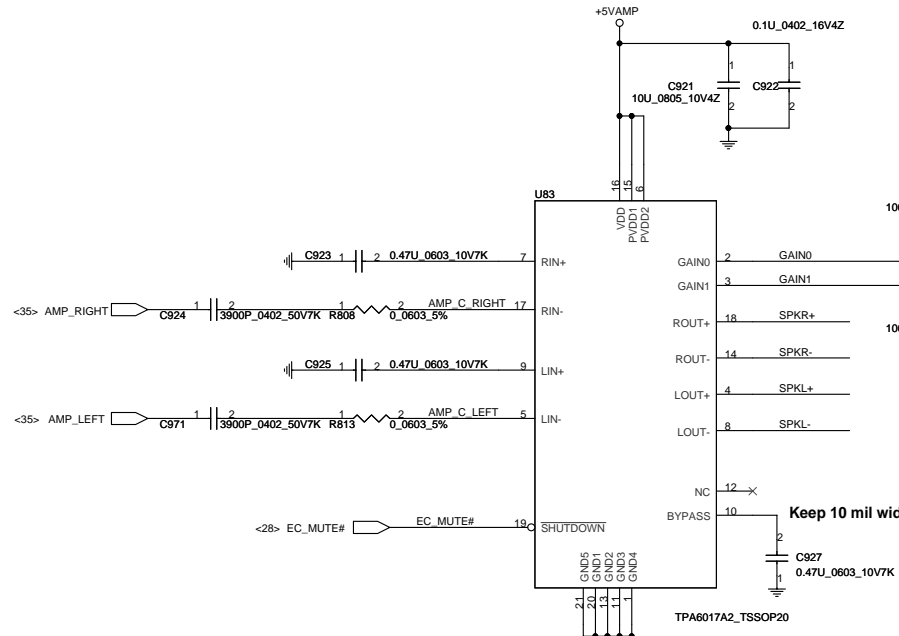 +5VAMP
0.1U_0402_16V4Z
1
1
C921
C922
10U_0805_10V4Z
2
2
U83
16
15
6
VDD
PVDD1
PVDD2
100
C923 1 2 0.47U_0603_10V7K
7 RIN+
GAIN0 2 GAIN0
GAIN1 3 GAIN1
<35> AMP_RIGHT
1 2
C924
3900P_0402_50V7K
1 2
R808
0_0603_5%
AMP_C_RIGHT
17 RIN-
ROUT+ 18 SPKR+
100
C925 1 2 0.47U_0603_10V7K
9 LIN+
ROUT- 14 SPKR-
LOUT+ 4 SPKL+
<35> AMP_LEFT
1 2
C971
3900P_0402_50V7K
1 2
R813
0_0603_5%
AMP_C_LEFT
5 LIN-
LOUT- 8 SPKL-
NC 12
BYPASS 10
Keep 10 mil wid
<28> EC_MUTE#
EC_MUTE#
19 SHUTDOWN
2
C927
1
0.47U_0603_10V7K
GND5
GND1
GND2
GND3
GND4
21
20
13
11
1
TPA6017A2_TSSOP20